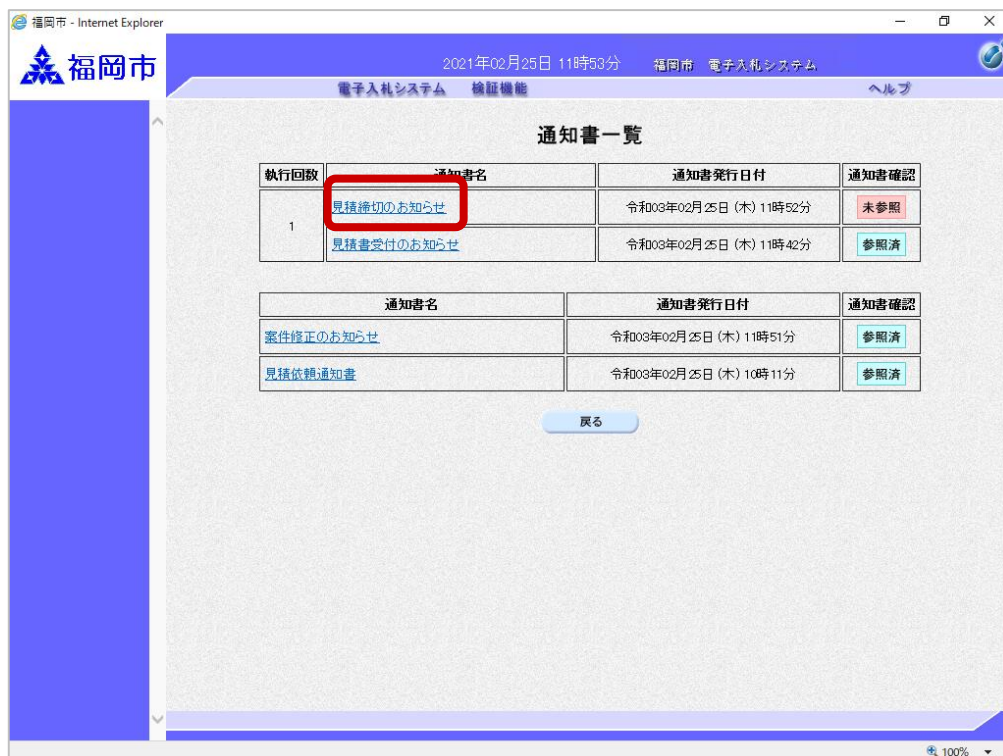 福岡市 - Internet Explorer
福岡市
2021年02月25日 11時53分 福岡市 電子入札システム
電子入札システム 検証機能 ヘルプ
通知書一覧
執行回数 通知書名 通知書発行日付 通知書確認
1
見積締切のお知らせ 令和03年02月25日 (木) 11時52分 未参照
見積書受付のお知らせ 令和03年02月25日 (木) 11時42分 参照済
通知書名 通知書発行日付 通知書確認
案件修正のお知らせ 令和03年02月25日 (木) 11時51分 参照済
見積依頼通知書 令和03年02月25日 (木) 10時11分 参照済
戻る
100%